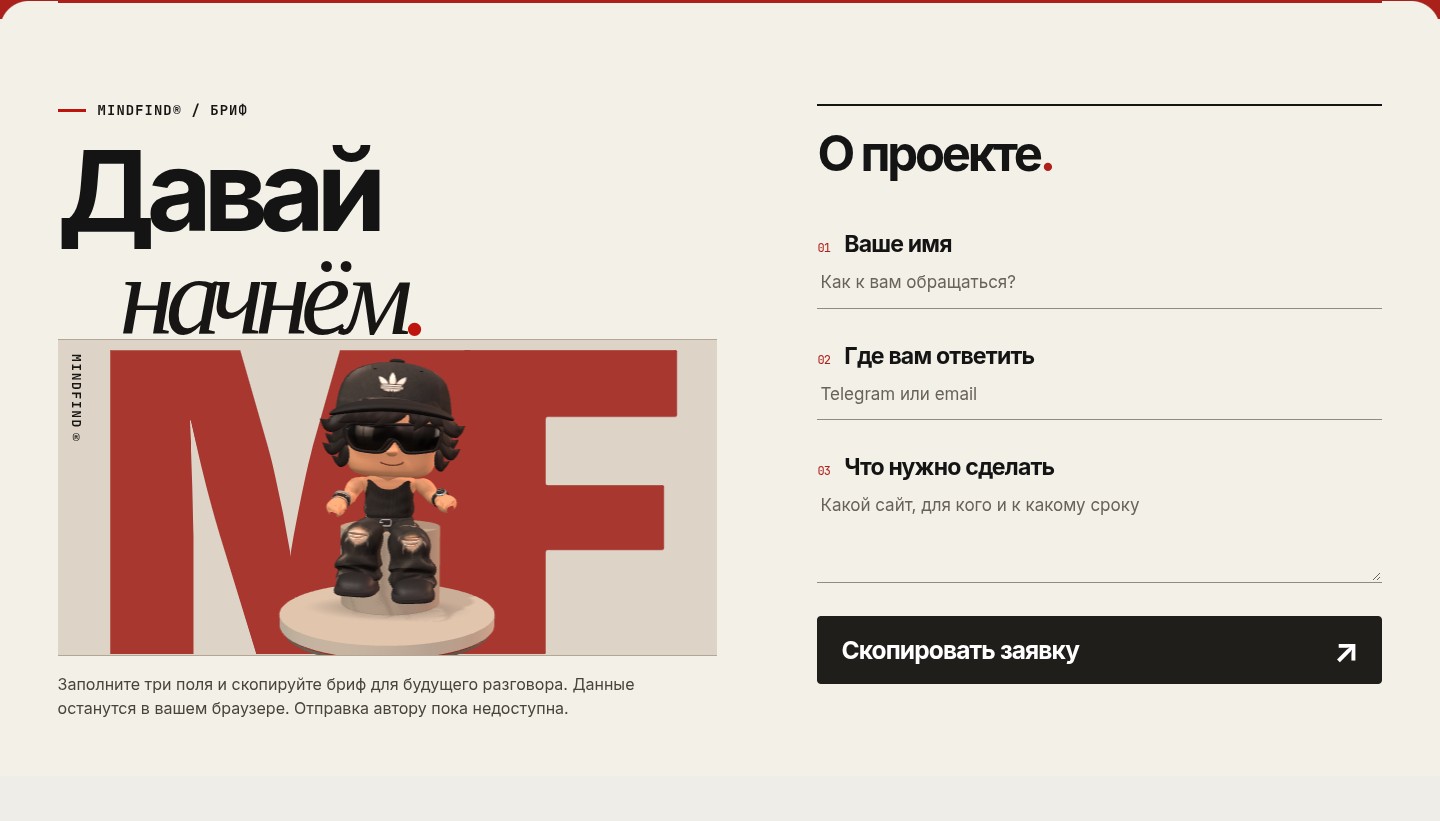 MINDFIND® / БРИФ
Давай
начнём.
MINDFIND®
MF
Заполните три поля и скопируйте бриф для будущего разговора. Данные
останутся в вашем браузере. Отправка автору пока недоступна.
О проекте.
01 Ваше имя
Как к вам обращаться?
02 Где вам ответить
Telegram или email
03 Что нужно сделать
Какой сайт, для кого и к какому сроку
Скопировать заявку